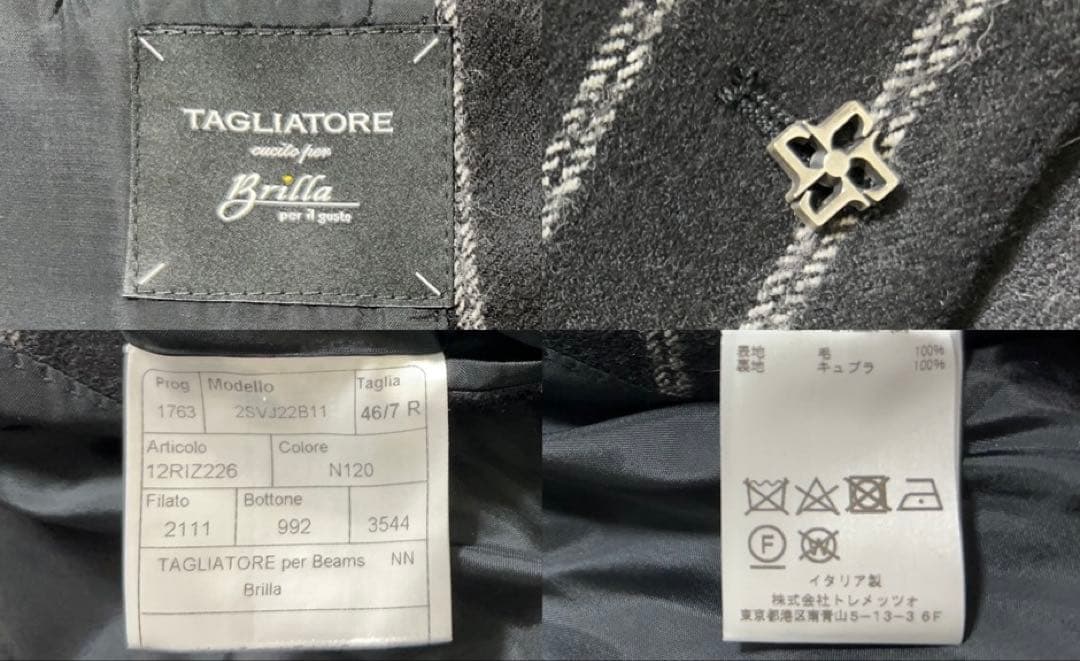 TAGLIATORE
cucito per
Brilla
per il gusto
Prog Modello Taglia
1763 2SVJ22B11 46/7 R
Articolo Colore
12RIZ226 N120
Filato Bottone
2111 992 3544
TAGLIATORE per Beams NN
Brilla
表地 毛 100%
裏地 キュプラ 100%
F
W
イタリア製
株式会社トレメッツォ
東京都港区南青山5-13-3 6F